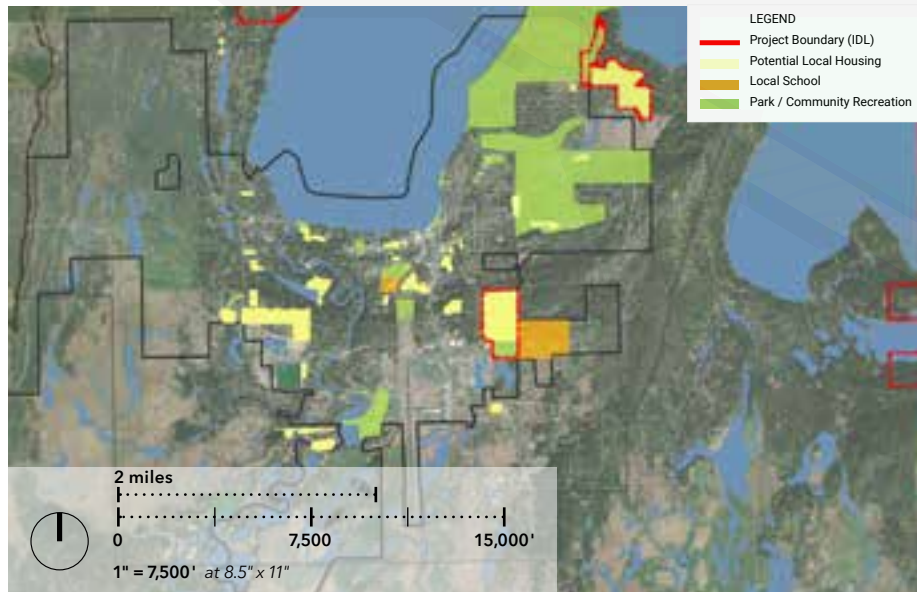 LEGEND
Project Boundary (IDL)
Potential Local Housing
Local School
Park / Community Recreation
2 miles
0 7,500 15,000'
1" = 7,500' at 8.5" x 11"